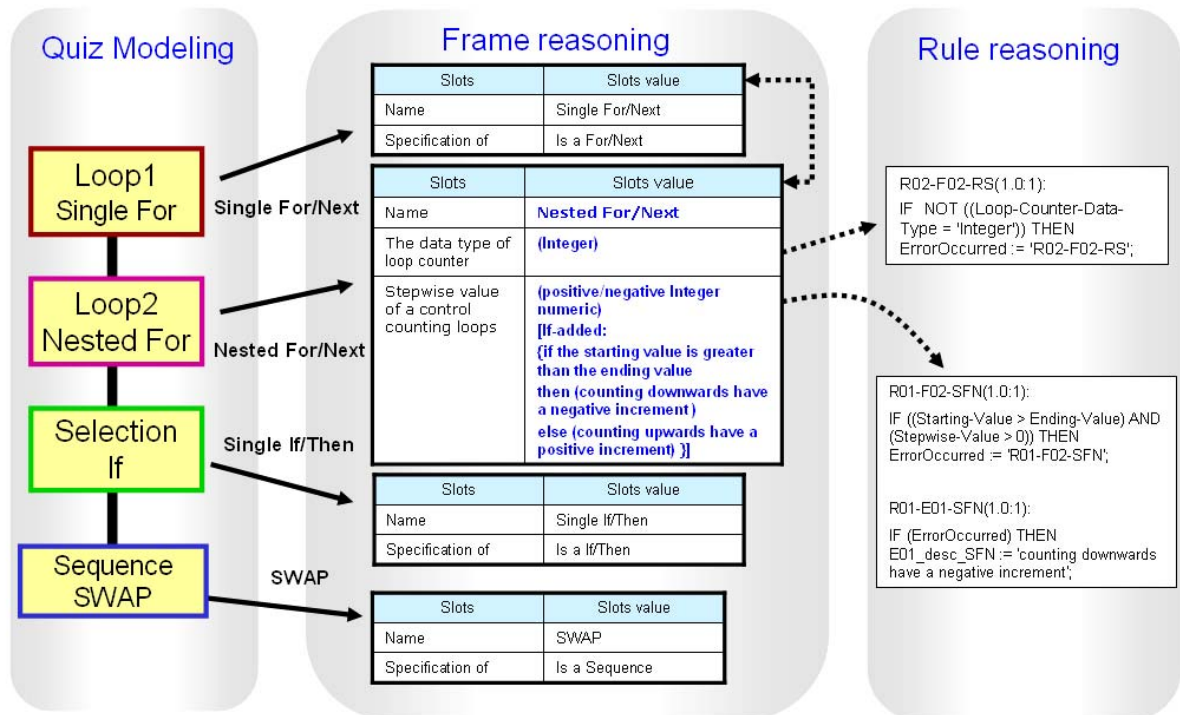 Quiz Modeling
Loop1
Single For
Loop2
Nested For
Selection
If
Sequence
SWAP
Single For/Next
Nested For/Next
Single If/Then
SWAP
Frame reasoning
Slots Slots value
Name Single For/Next
Specification of Is a For/Next
Slots Slots value
Name Nested For/Next
The data type of (Integer)
loop counter
Stepwise value (positive/negative Integer
of a control numeric)
counting loops [If-added:
{if the starting value is greater
than the ending value
then (counting downwards have
a negative increment )
else (counting upwards have a
positive increment) }]
Slots Slots value
Name Single If/Then
Specification of Is a If/Then
Slots Slots value
Name SWAP
Specification of Is a Sequence
Rule reasoning
R02-F02-RS(1.0:1):
IF NOT ((Loop-Counter-Data-
Type = 'Integer')) THEN
ErrorOccurred := 'R02-F02-RS';
R01-F02-SFN(1.0:1):
IF ((Starting-Value > Ending-Value) AND
(Stepwise-Value > 0)) THEN
ErrorOccurred := 'R01-F02-SFN';
R01-E01-SFN(1.0:1):
IF (ErrorOccurred) THEN
E01_desc_SFN := 'counting downwards
have a negative increment';